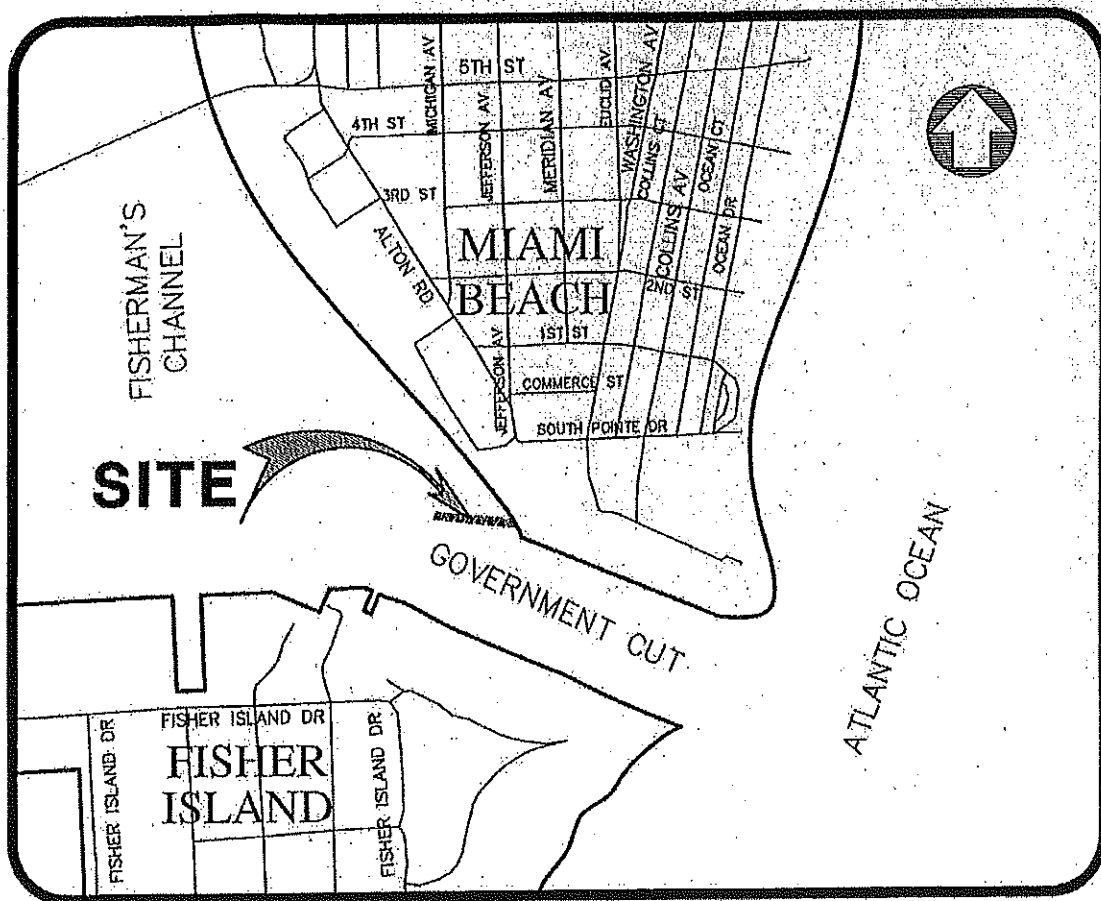 5TH ST
MICHIGAN AV
JEFFERSON AV
MERIDIAN AV
EUCLID AV
WASHINGTON AV
COLLINS CT
COLLINS AV
OCEAN CT
OCEAN DR
4TH ST
3RD ST
ALTON RD
FISHERMAN'S
CHANNEL
MIAMI
BEACH
2ND ST
1ST ST
JEFFERSON AV
COMMERCE ST
SOUTH POINTE DR
SITE
GOVERNMENT CUT
ATLANTIC OCEAN
FISHER ISLAND DR
FISHER
ISLAND
FISHER ISLAND DR
FISHER ISLAND DR